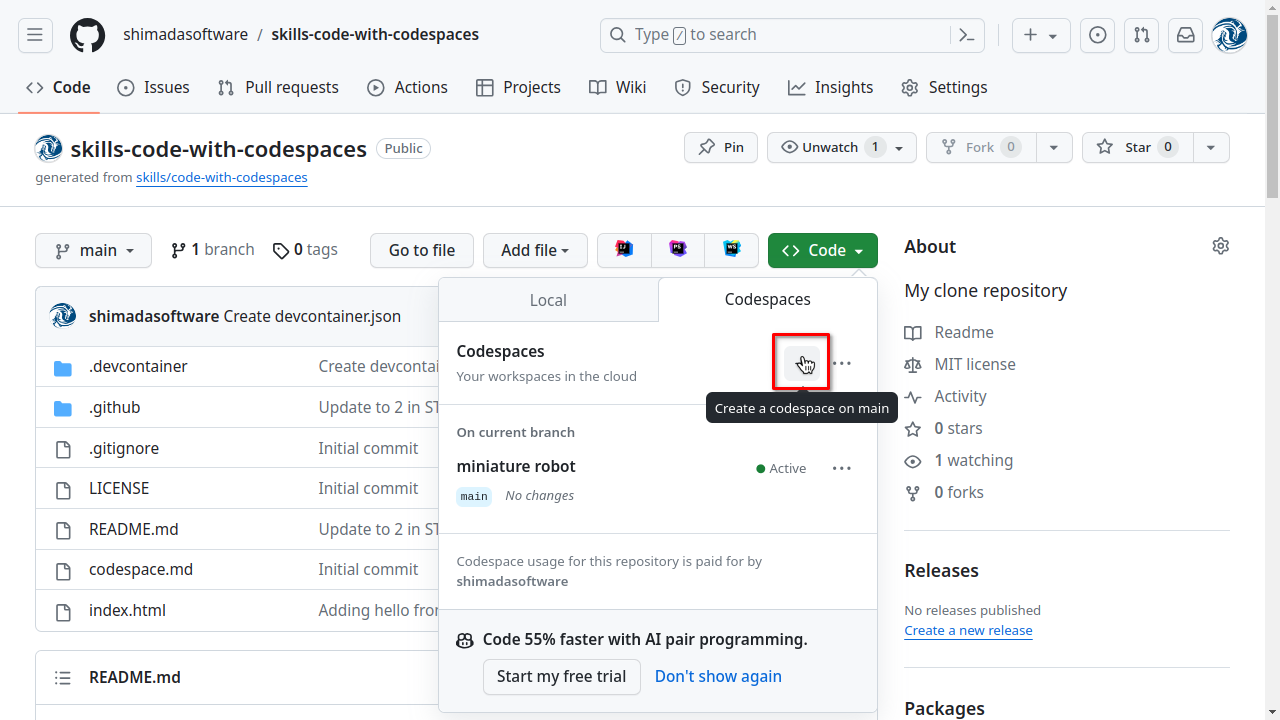 shimadasoftware / skills-code-with-codespaces
Type / to search
Code
Issues
Pull requests
Actions
Projects
Wiki
Security
Insights
Settings
skills-code-with-codespaces
Public
Pin
Unwatch 1
Fork 0
Star 0
generated from skills/code-with-codespaces
main
1 branch
0 tags
Go to file
Add file
IJ
PS
WS
Code
About
My clone repository
Readme
MIT license
Activity
0 stars
1 watching
0 forks
Releases
No releases published
Create a new release
Packages
shimadasoftware Create devcontainer.json
.devcontainer
Create devcontai
.github
Update to 2 in ST
.gitignore
Initial commit
LICENSE
Initial commit
README.md
Update to 2 in ST
codespace.md
Initial commit
index.html
Adding hello fro
README.md
Local
Codespaces
Codespaces
Your workspaces in the cloud
Create a codespace on main
On current branch
miniature robot
Active
main
No changes
Codespace usage for this repository is paid for by
shimadasoftware
Code 55% faster with AI pair programming.
Start my free trial
Don't show again